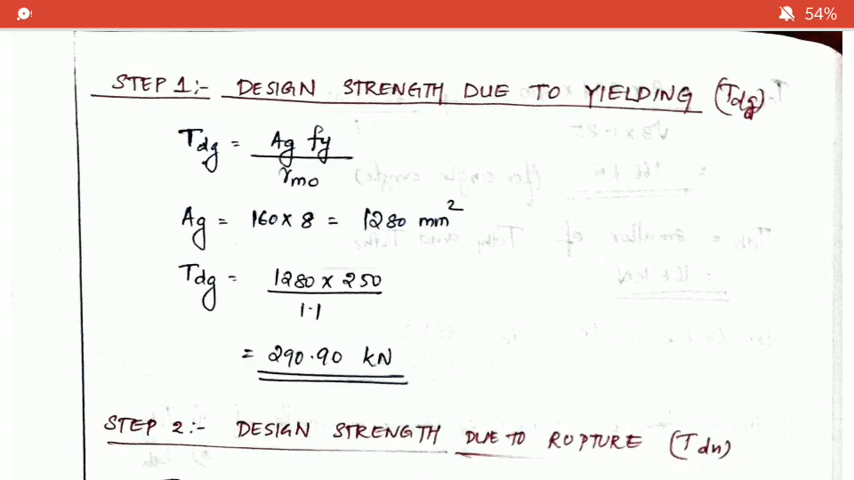 54%
STEP 1:- DESIGN STRENGTH DUE TO YIELDING (Tdg)
Tdg = Ag fy / γmo
Ag = 160 x 8 = 1280 mm²
Tdg = 1280 x 250 / 1.1
= 290.90 kN
STEP 2:- DESIGN STRENGTH DUE TO RUPTURE (Tdn)